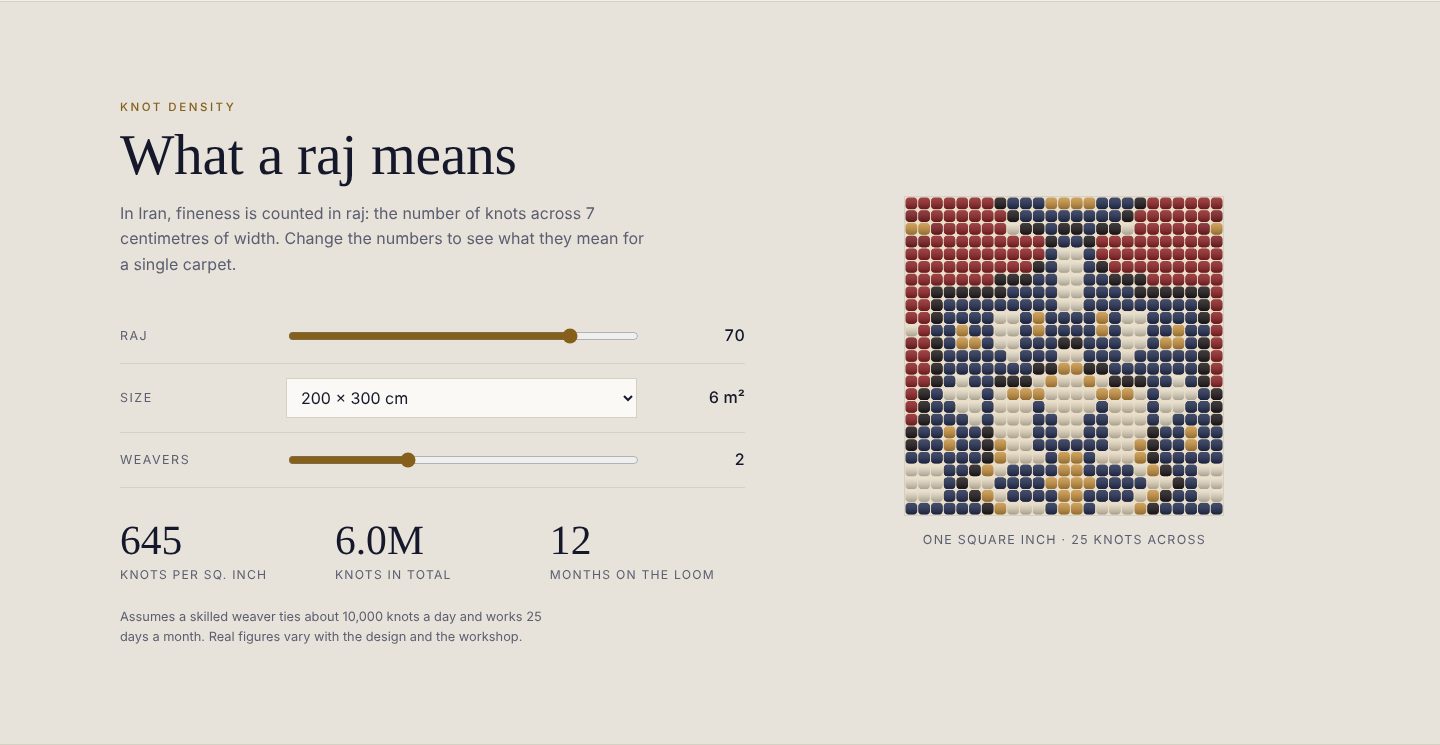 KNOT DENSITY
What a raj means
In Iran, fineness is counted in raj: the number of knots across 7
centimetres of width. Change the numbers to see what they mean for
a single carpet.
RAJ 70
SIZE 200 × 300 cm 6 m²
WEAVERS 2
645 6.0M 12
KNOTS PER SQ. INCH KNOTS IN TOTAL MONTHS ON THE LOOM
Assumes a skilled weaver ties about 10,000 knots a day and works 25
days a month. Real figures vary with the design and the workshop.
ONE SQUARE INCH · 25 KNOTS ACROSS